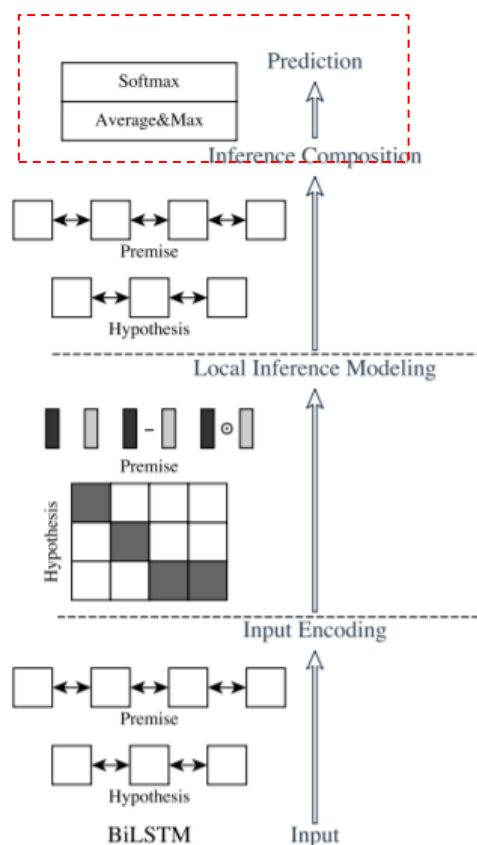 Prediction
Softmax
Average&Max
Inference Composition
Premise
Hypothesis
Local Inference Modeling
−
⊙
Premise
Hypothesis
Input Encoding
Premise
Hypothesis
BiLSTM
Input